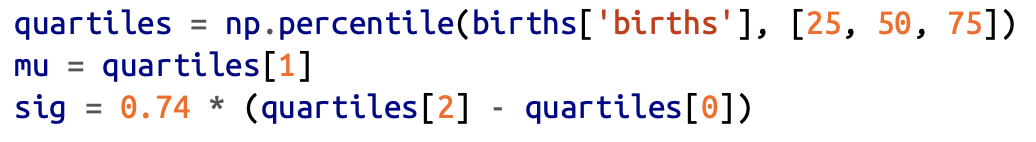 quartiles = np.percentile(births['births'], [25, 50, 75])
mu = quartiles[1]
sig = 0.74 * (quartiles[2] - quartiles[0])